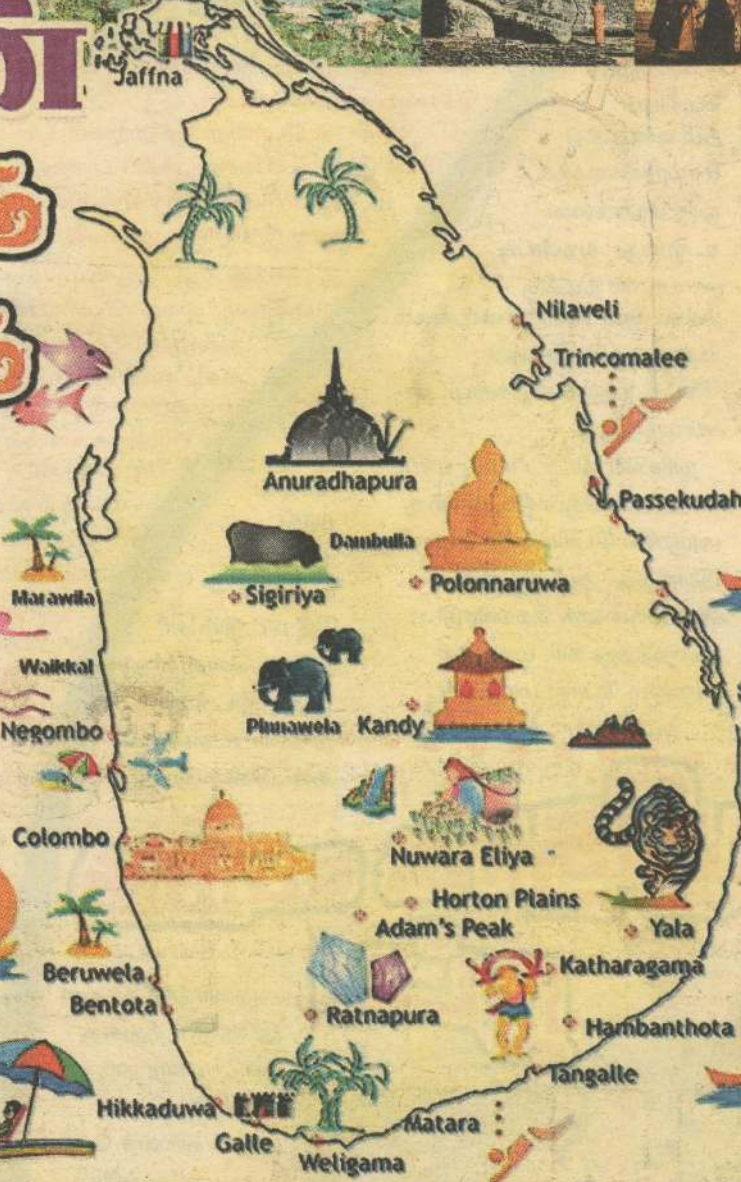 Jaffna
Nilaveli
Trincomalee
Anuradhapura
Passekudah
Dambulla
Sigiriya
Polonnaruwa
Marawila
Waikkal
Pinnawela
Kandy
Negombo
Colombo
Nuwara Eliya
Horton Plains
Adam's Peak
Yala
Beruwela
Katharagama
Bentota
Ratnapura
Hambanthota
Tangalle
Hikkaduwa
Galle
Matara
Weligama